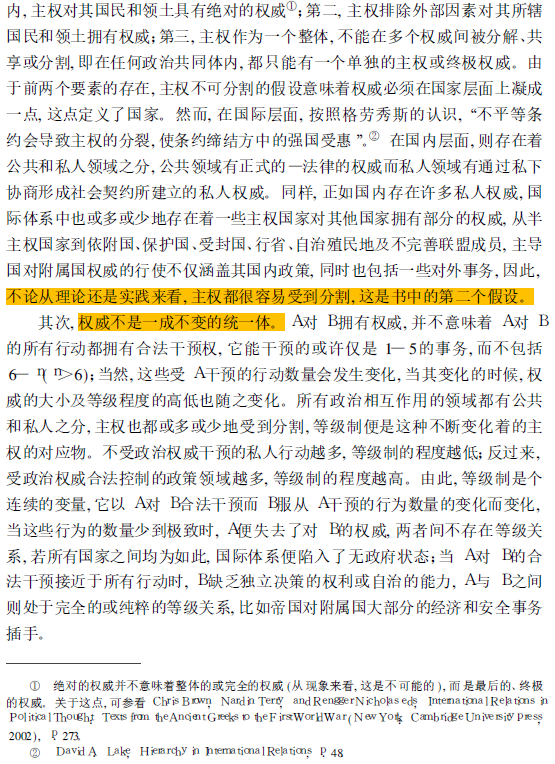 内, 主权对其国民和领土具有绝对的权威①; 第二, 主权排除外部因素对其所辖
国民和领土拥有权威; 第三, 主权作为一个整体, 不能在多个权威间被分解、共
享或分割, 即在任何政治共同体内, 都只能有一个单独的主权或终极权威。由
于前两个要素的存在, 主权不可分割的假设意味着权威必须在国家层面上凝成
一点, 这点定义了国家。然而, 在国际层面, 按照格劳秀斯的认识, “不平等条
约会导致主权的分裂, 使条约缔结方中的强国受惠 ”。② 在国内层面, 则存在着
公共和私人领域之分, 公共领域有正式的—法律的权威而私人领域有通过私下
协商形成社会契约所建立的私人权威。同样, 正如国内存在许多私人权威, 国
际体系中也或多或少地存在着一些主权国家对其他国家拥有部分的权威, 从半
主权国家到依附国、保护国、受封国、行省、自治殖民地及不完善联盟成员, 主导
国对附属国权威的行使不仅涵盖其国内政策, 同时也包括一些对外事务, 因此,
不论从理论还是实践来看, 主权都很容易受到分割, 这是书中的第二个假设。
其次, 权威不是一成不变的统一体。A对 B拥有权威, 并不意味着 A对 B
的所有行动都拥有合法干预权, 它能干预的或许仅是 1—5的事务, 而不包括
6—n( n>6); 当然, 这些受 A干预的行动数量会发生变化, 当其变化的时候, 权
威的大小及等级程度的高低也随之变化。所有政治相互作用的领域都有公共
和私人之分, 主权也都或多或少地受到分割, 等级制便是这种不断变化着的主
权的对应物。不受政治权威干预的私人行动越多, 等级制的程度越低; 反过来,
受政治权威合法控制的政策领域越多, 等级制的程度越高。由此, 等级制是个
连续的变量, 它以 A对 B合法干预而 B服从 A干预的行为数量的变化而变化,
当这些行为的数量少到极致时, A便失去了对 B的权威, 两者间不存在等级关
系, 若所有国家之间均为如此, 国际体系便陷入了无政府状态; 当 A对 B的合
法干预接近于所有行动时, B缺乏独立决策的权利或自治的能力, A与 B之间
则处于完全的或纯粹的等级关系, 比如帝国对附属国大部分的经济和安全事务
插手。
① 绝对的权威并不意味着整体的或完全的权威 (从现象来看, 这是不可能的 ), 而是最后的、终极
的权威。关于这点, 可参看 Chris Brown, Nardin Terry, and Rengger Nicholas eds, International Relations in
Political Thought: Texts from the Ancient Greeks to the First World War (New York: Cambridge University Press,
2002), P. 273.
② David A. Lake, Hierarchy in International Relations, P. 48.